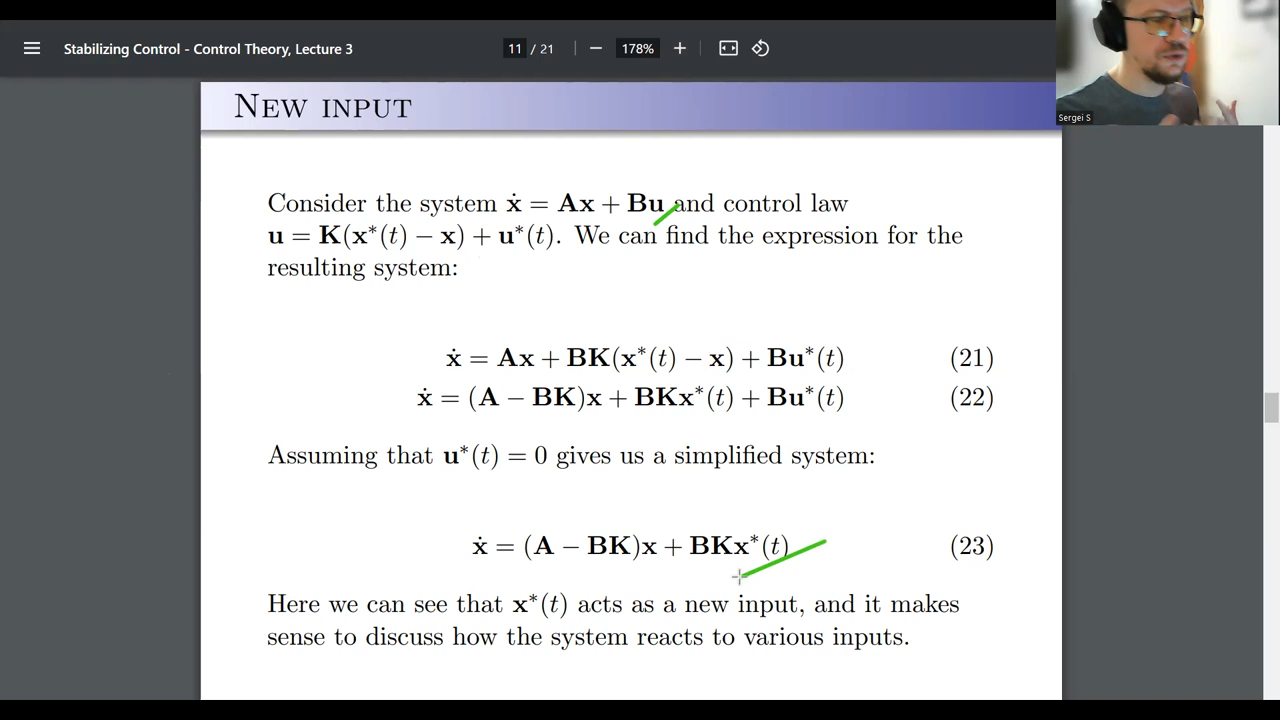 Stabilizing Control - Control Theory, Lecture 3
11 / 21
178%
Sergei S
NEW INPUT
Consider the system ẋ = Ax + Bu and control law
u = K(x*(t) − x) + u*(t). We can find the expression for the
resulting system:
ẋ = Ax + BK(x*(t) − x) + Bu*(t) (21)
ẋ = (A − BK)x + BKx*(t) + Bu*(t) (22)
Assuming that u*(t) = 0 gives us a simplified system:
ẋ = (A − BK)x + BKx*(t) (23)
Here we can see that x*(t) acts as a new input, and it makes
sense to discuss how the system reacts to various inputs.